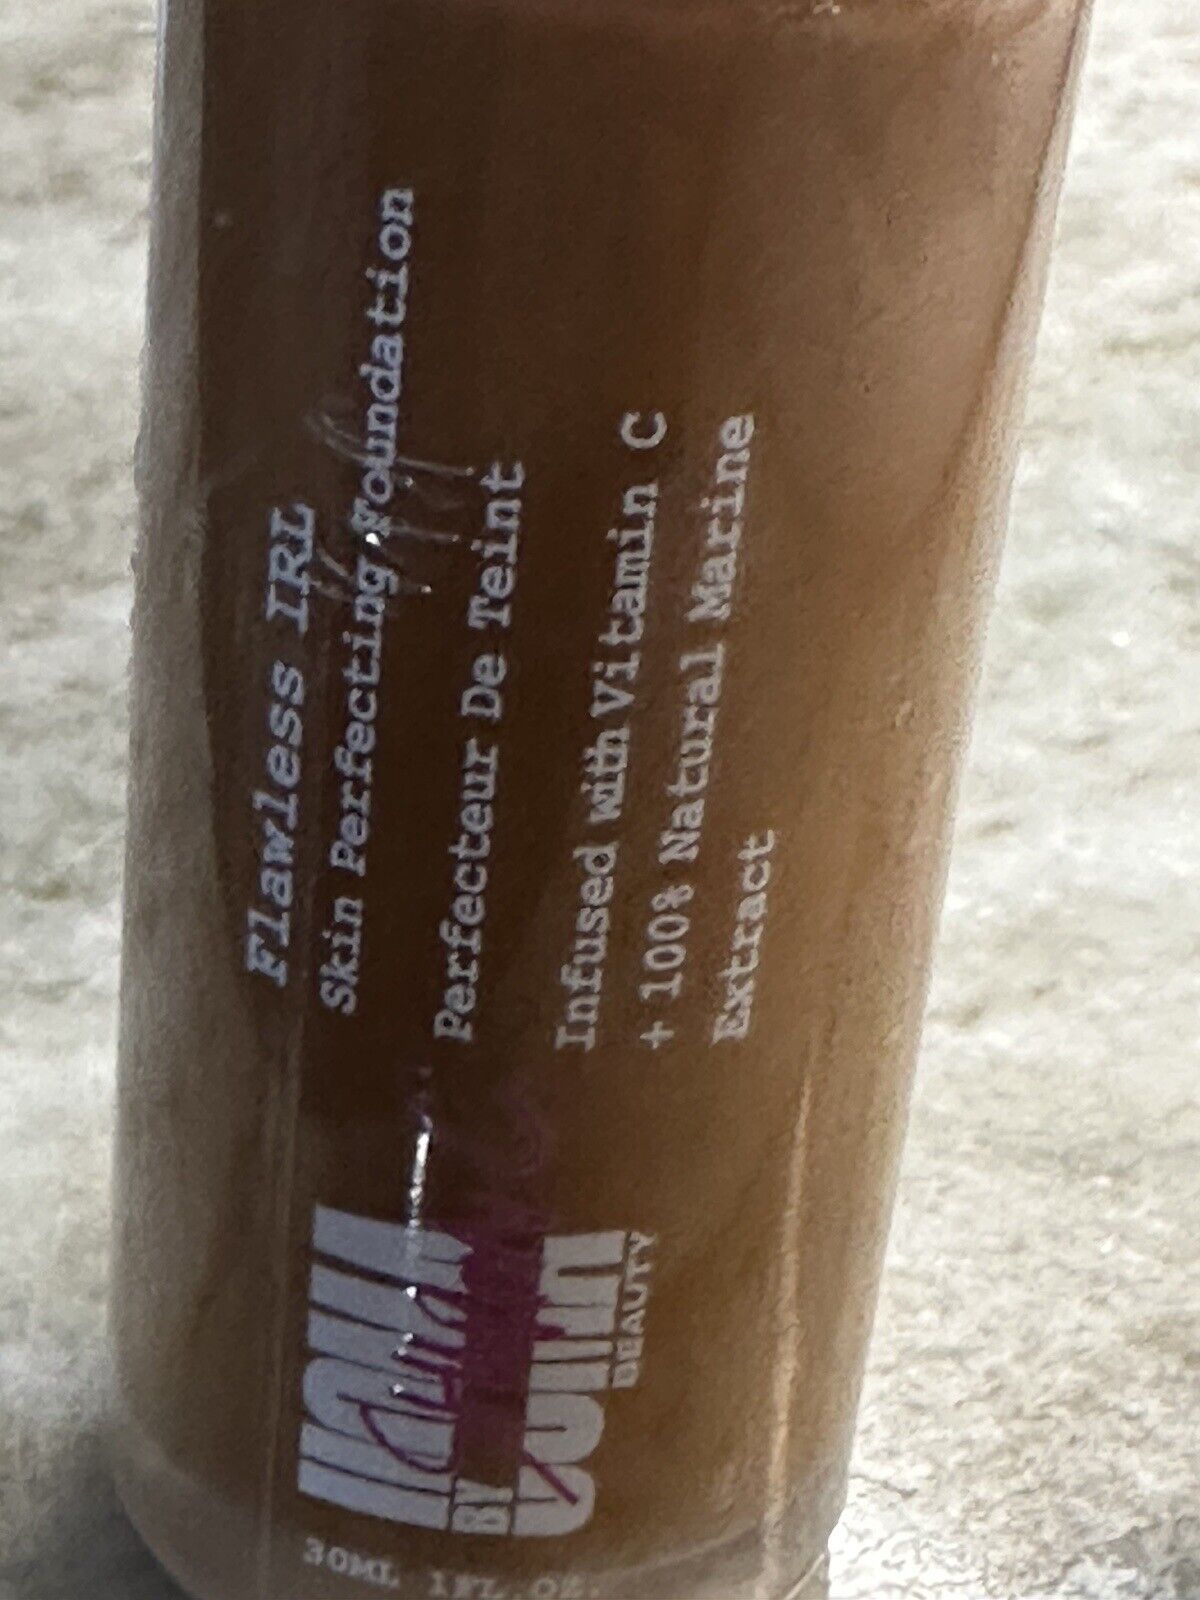 Flawless IRL
Skin Perfecting Foundation
Perfecteur De Teint
Infused with Vitamin C
+ 100% Natural Marine
Extract
BY
BEAUTY
30ML 1FL.OZ.